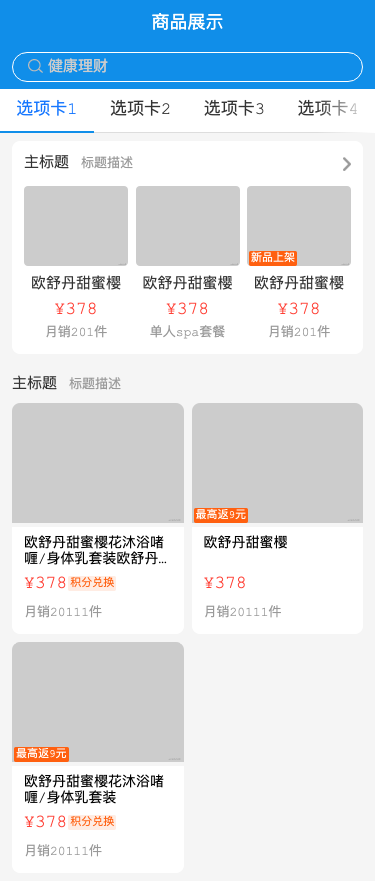 商品展示
健康理财
选项卡1 选项卡2 选项卡3 选项卡4
主标题 标题描述
新品上架
欧舒丹甜蜜樱 欧舒丹甜蜜樱 欧舒丹甜蜜樱
¥378 ¥378 ¥378
月销201件 单人spa套餐 月销201件
主标题 标题描述
最高返9元
欧舒丹甜蜜樱花沐浴啫
喱/身体乳套装欧舒丹…
¥378 积分兑换
月销20111件
欧舒丹甜蜜樱
¥378
月销20111件
最高返9元
欧舒丹甜蜜樱花沐浴啫
喱/身体乳套装
¥378 积分兑换
月销20111件